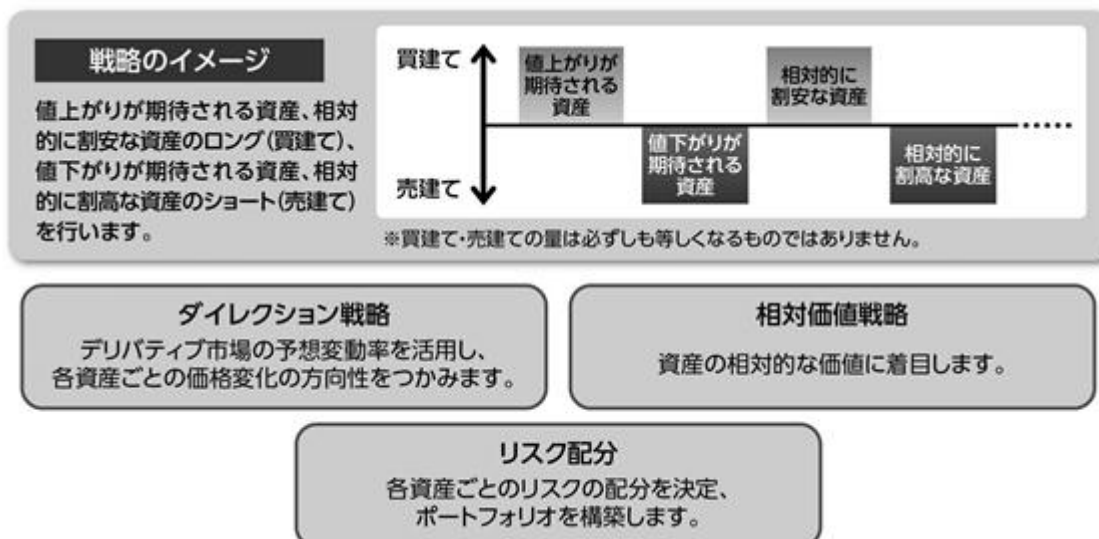 戦略のイメージ
値上がりが期待される資産、相対
的に割安な資産のロング(買建て)、
値下がりが期待される資産、相対
的に割高な資産のショート(売建て)
を行います。
買建て
売建て
値上がりが
期待される
資産
値下がりが
期待される
資産
相対的に
割安な資産
相対的に
割高な資産
※買建て・売建ての量は必ずしも等しくなるものではありません。
ダイレクション戦略
デリバティブ市場の予想変動率を活用し、
各資産ごとの価格変化の方向性をつかみます。
相対価値戦略
資産の相対的な価値に着目します。
リスク配分
各資産ごとのリスクの配分を決定、
ポートフォリオを構築します。